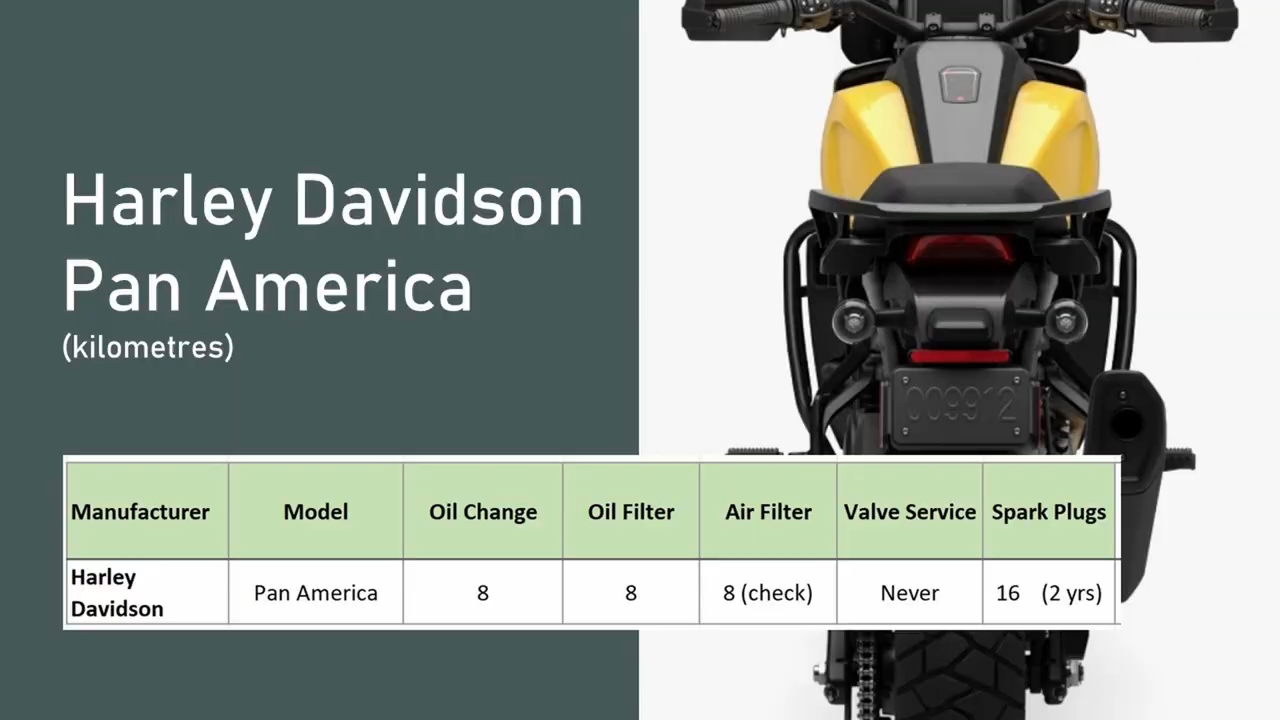 Harley Davidson
Pan America
(kilometres)
009912
Manufacturer Model Oil Change Oil Filter Air Filter Valve Service Spark Plugs
Harley Davidson Pan America 8 8 8 (check) Never 16 (2 yrs)